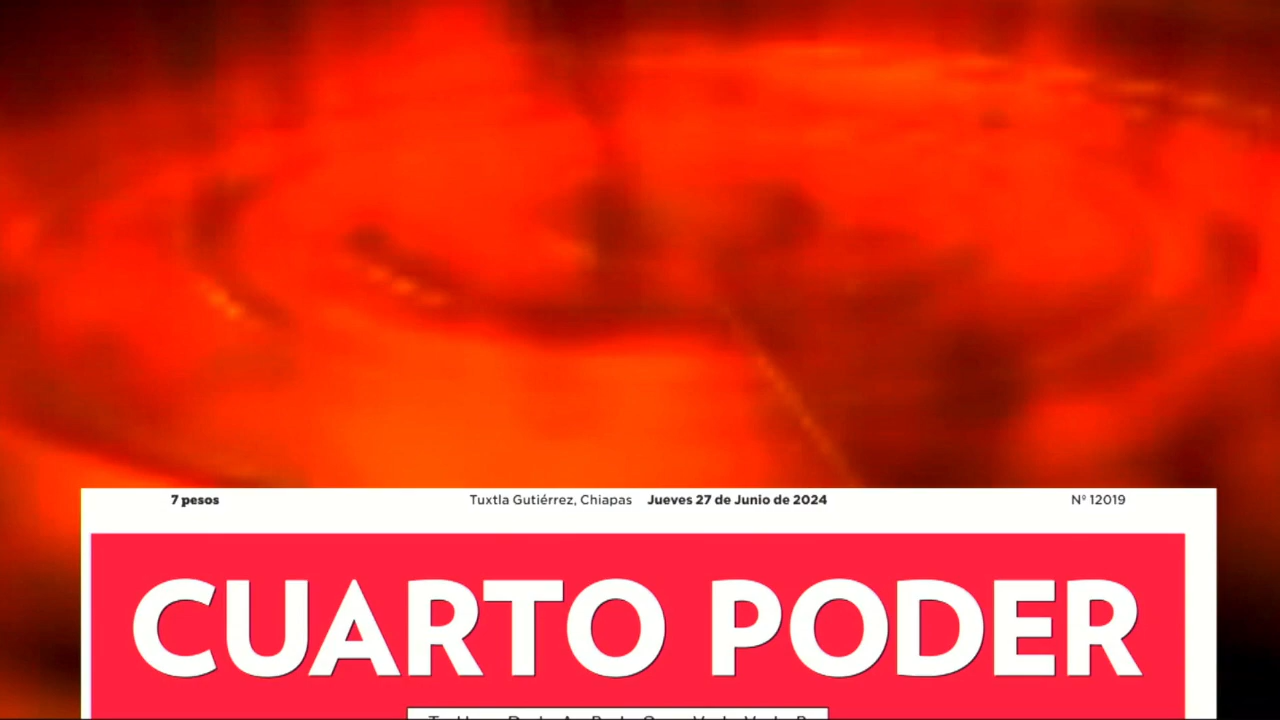 7 pesos Tuxtla Gutiérrez, Chiapas Jueves 27 de Junio de 2024 Nº 12019
CUARTO PODER